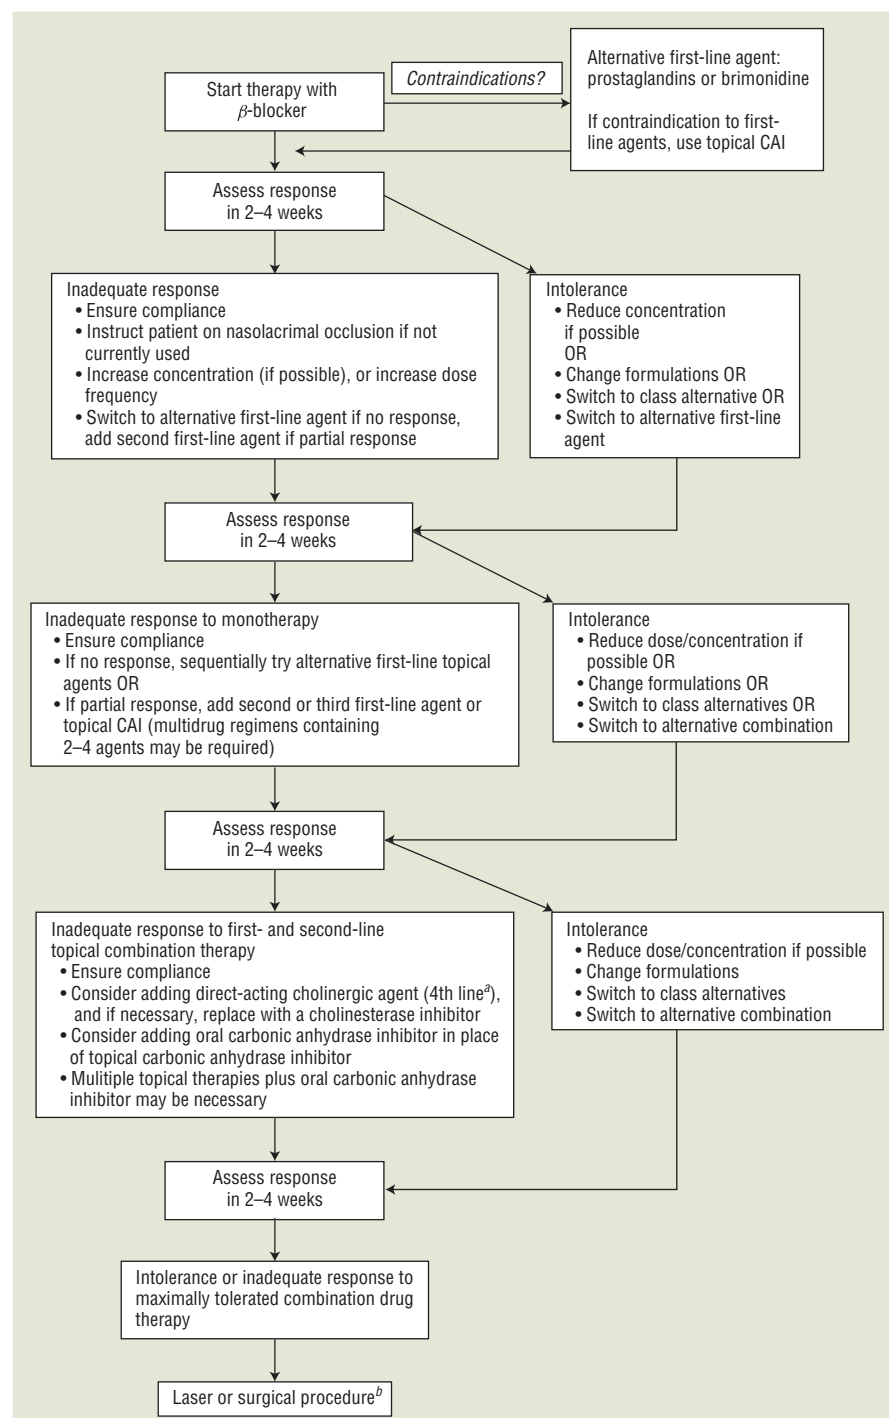 Start therapy with
β-blocker
Contraindications?
Alternative first-line agent:
prostaglandins or brimonidine
If contraindication to first-
line agents, use topical CAI
Assess response
in 2–4 weeks
Inadequate response
• Ensure compliance
• Instruct patient on nasolacrimal occlusion if not
currently used
• Increase concentration (if possible), or increase dose
frequency
• Switch to alternative first-line agent if no response,
add second first-line agent if partial response
Intolerance
• Reduce concentration
if possible
OR
• Change formulations OR
• Switch to class alternative OR
• Switch to alternative first-line
agent
Assess response
in 2–4 weeks
Inadequate response to monotherapy
• Ensure compliance
• If no response, sequentially try alternative first-line topical
agents OR
• If partial response, add second or third first-line agent or
topical CAI (multidrug regimens containing
2–4 agents may be required)
Intolerance
• Reduce dose/concentration if
possible OR
• Change formulations OR
• Switch to class alternatives OR
• Switch to alternative combination
Assess response
in 2–4 weeks
Inadequate response to first- and second-line
topical combination therapy
• Ensure compliance
• Consider adding direct-acting cholinergic agent (4th lineᵃ),
and if necessary, replace with a cholinesterase inhibitor
• Consider adding oral carbonic anhydrase inhibitor in place
of topical carbonic anhydrase inhibitor
• Mulitiple topical therapies plus oral carbonic anhydrase
inhibitor may be necessary
Intolerance
• Reduce dose/concentration if possible
• Change formulations
• Switch to class alternatives
• Switch to alternative combination
Assess response
in 2–4 weeks
Intolerance or inadequate response to
maximally tolerated combination drug
therapy
Laser or surgical procedureᵇ